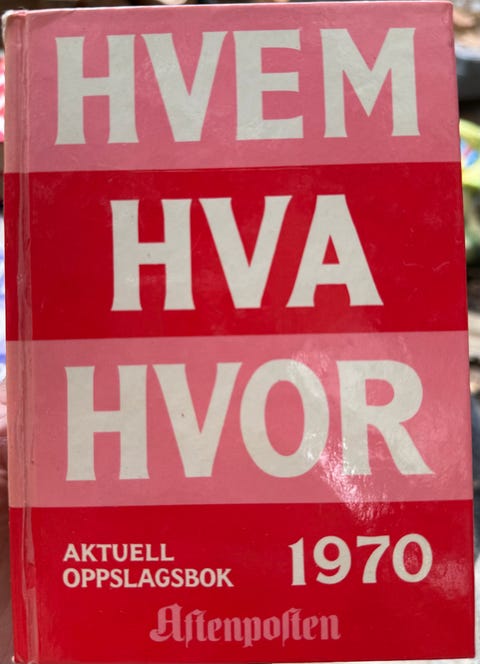 HVEM
HVA
HVOR
AKTUELL
OPPSLAGSBOK
1970
Aftenposten